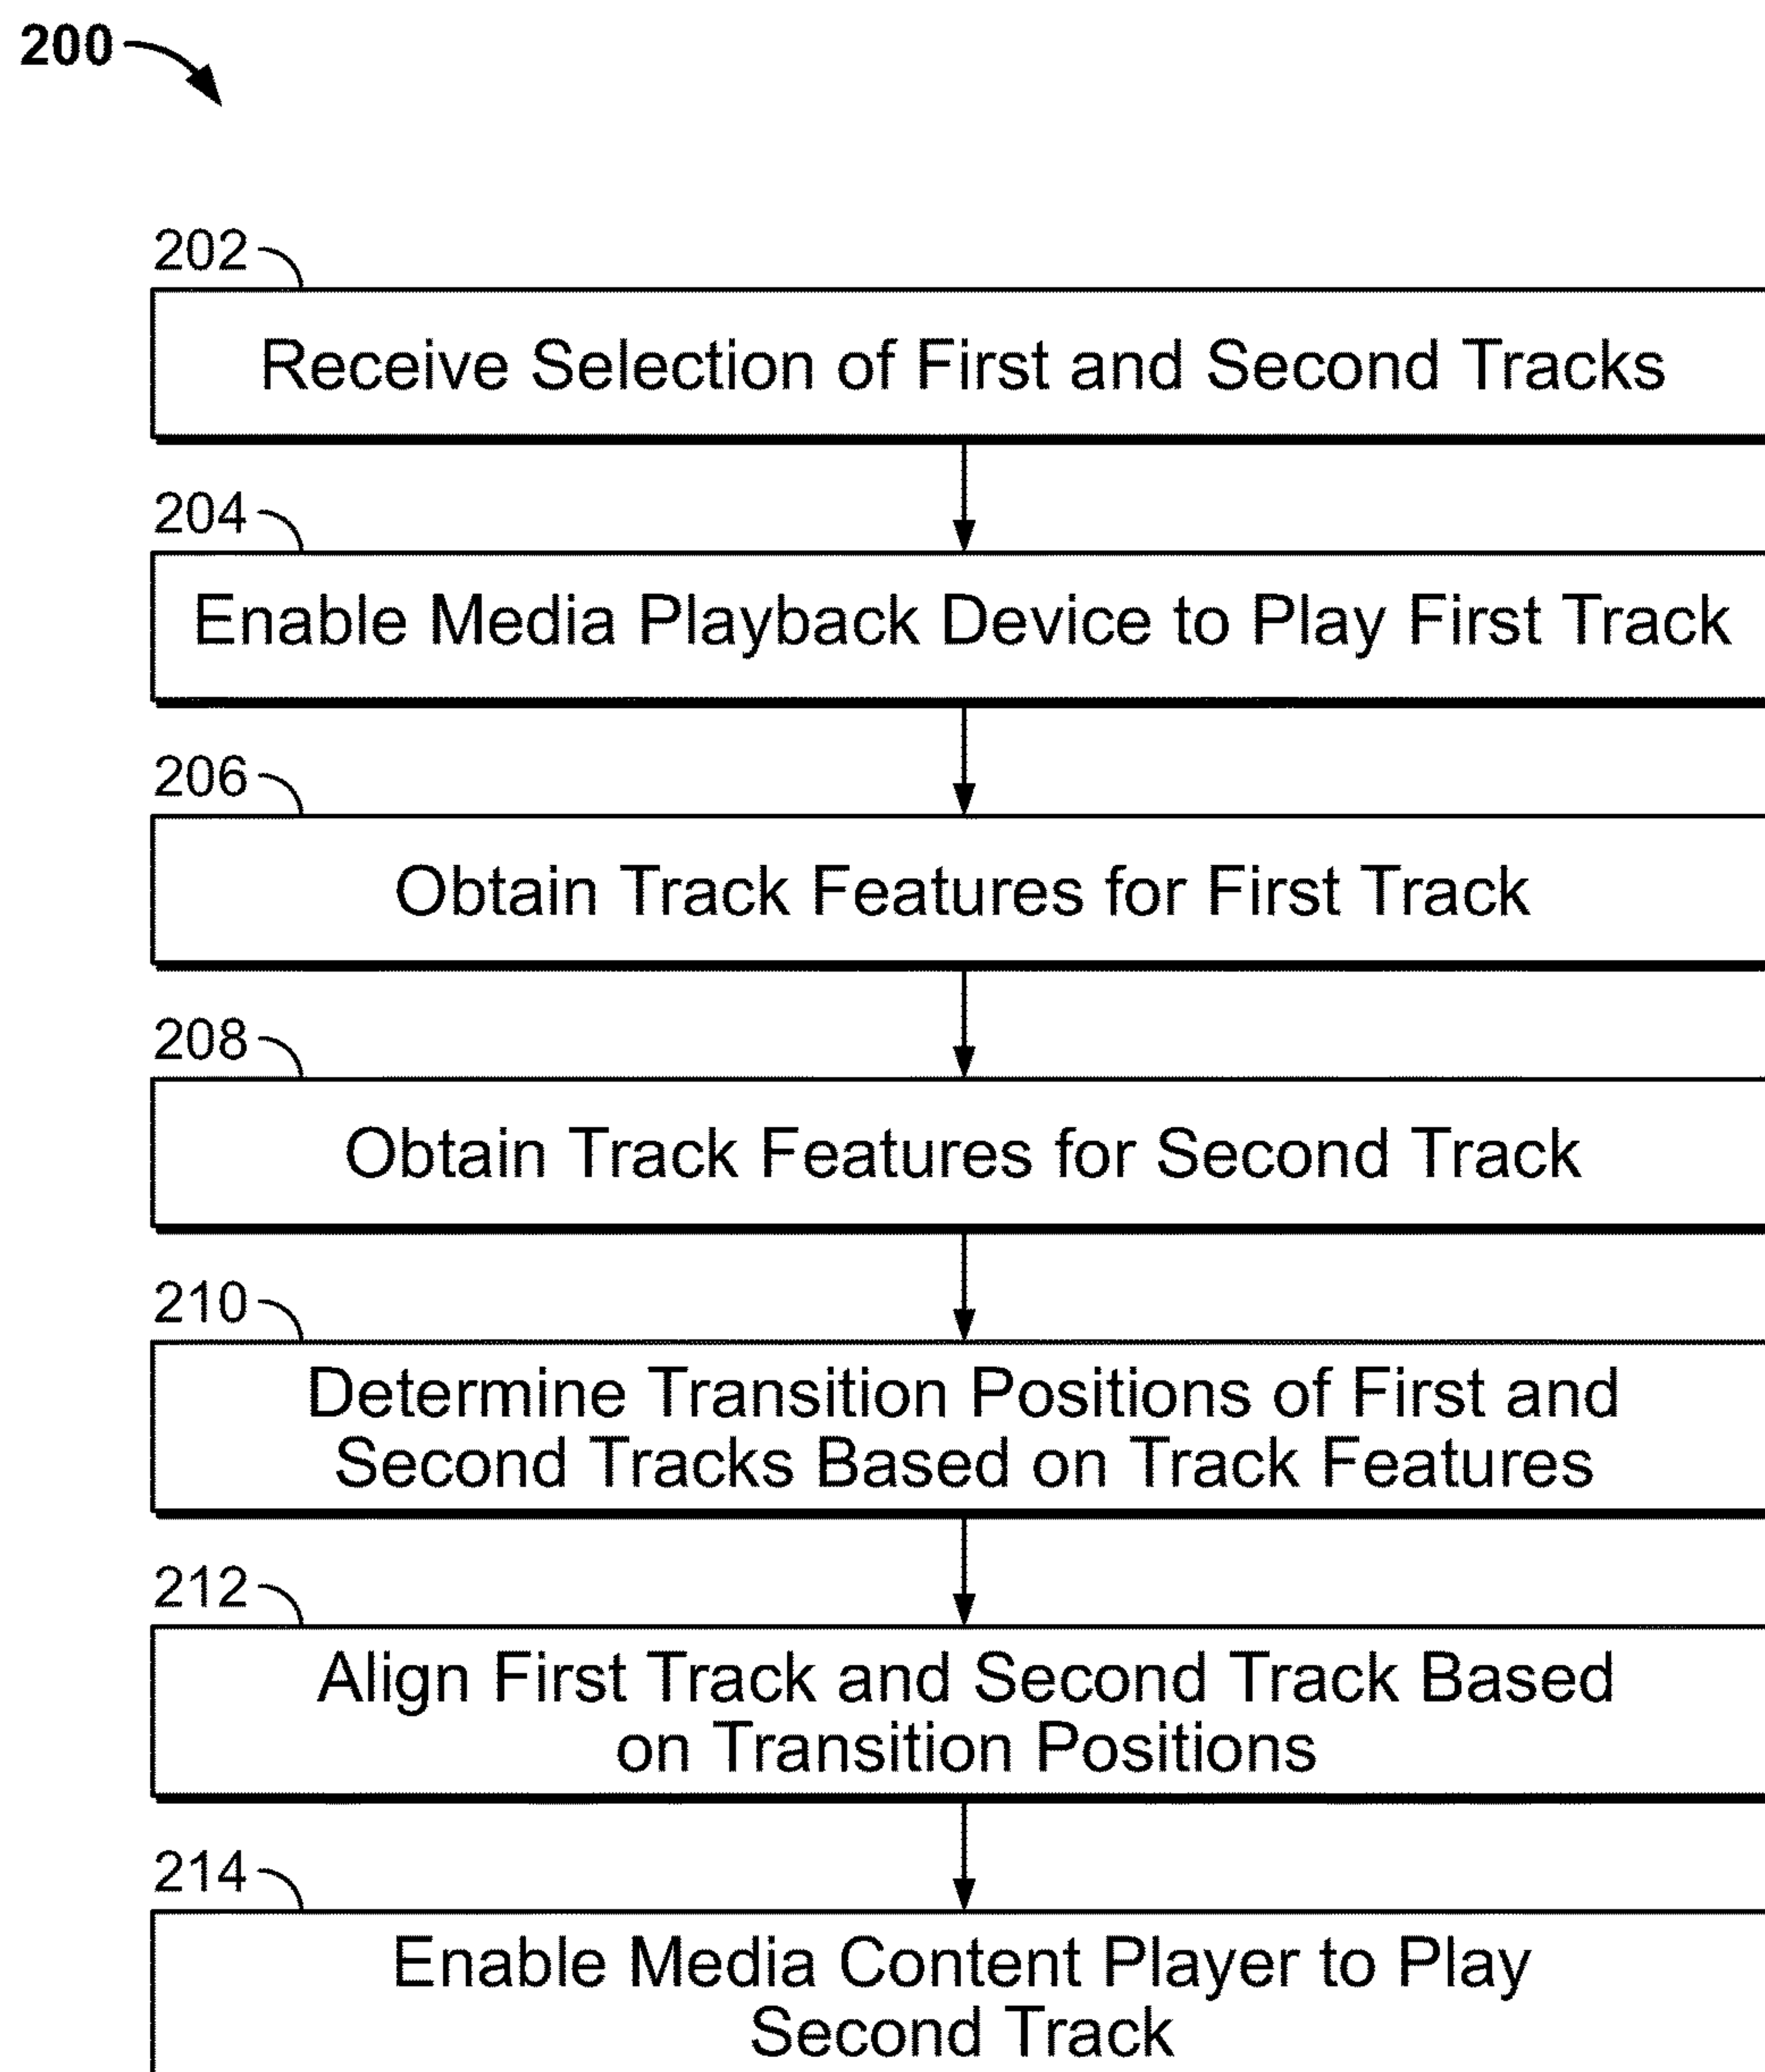 200
202
Receive Selection of First and Second Tracks
204
Enable Media Playback Device to Play First Track
206
Obtain Track Features for First Track
208
Obtain Track Features for Second Track
210
Determine Transition Positions of First and
Second Tracks Based on Track Features
212
Align First Track and Second Track Based
on Transition Positions
214
Enable Media Content Player to Play
Second Track